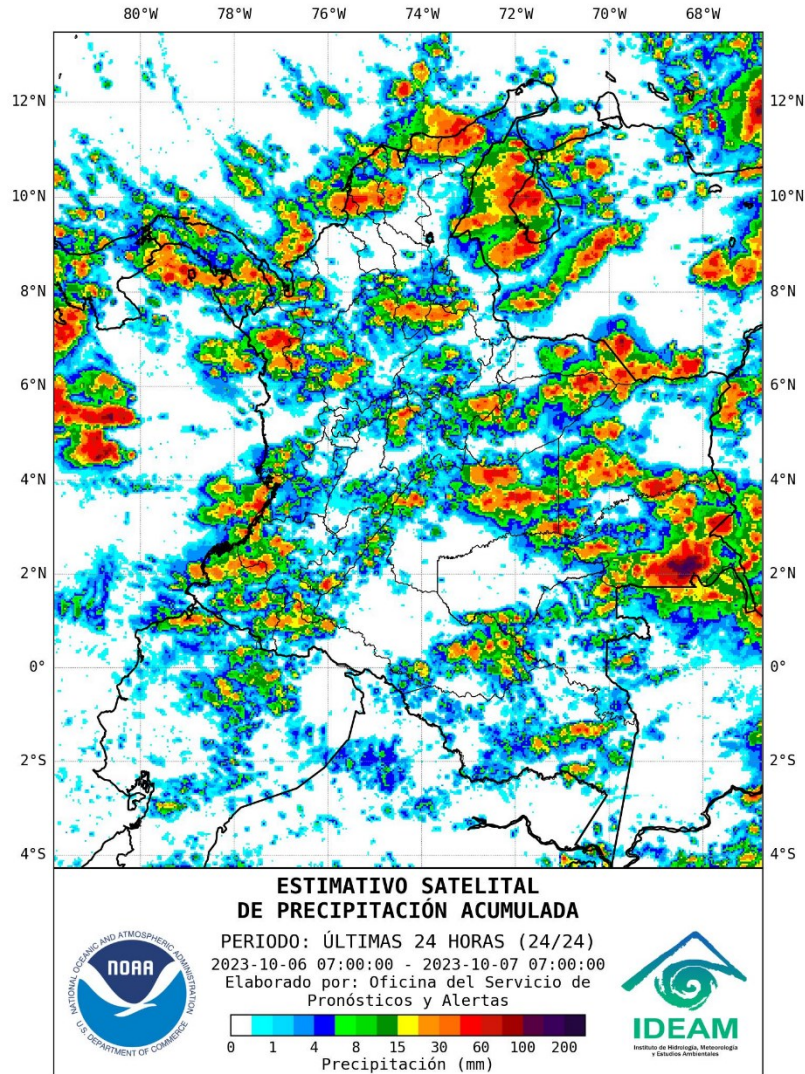 80°W 78°W 76°W 74°W 72°W 70°W 68°W
12°N 12°N
10°N 10°N
8°N 8°N
6°N 6°N
4°N 4°N
2°N 2°N
0° 0°
2°S 2°S
4°S 4°S
ESTIMATIVO SATELITAL
DE PRECIPITACIÓN ACUMULADA
PERIODO: ÚLTIMAS 24 HORAS (24/24)
2023-10-06 07:00:00 - 2023-10-07 07:00:00
Elaborado por: Oficina del Servicio de
Pronósticos y Alertas
0 1 4 8 15 30 60 100 200
Precipitación (mm)
NATIONAL OCEANIC AND ATMOSPHERIC ADMINISTRATION
NOAA
U.S. DEPARTMENT OF COMMERCE
IDEAM
Instituto de Hidrología, Meteorología
y Estudios Ambientales